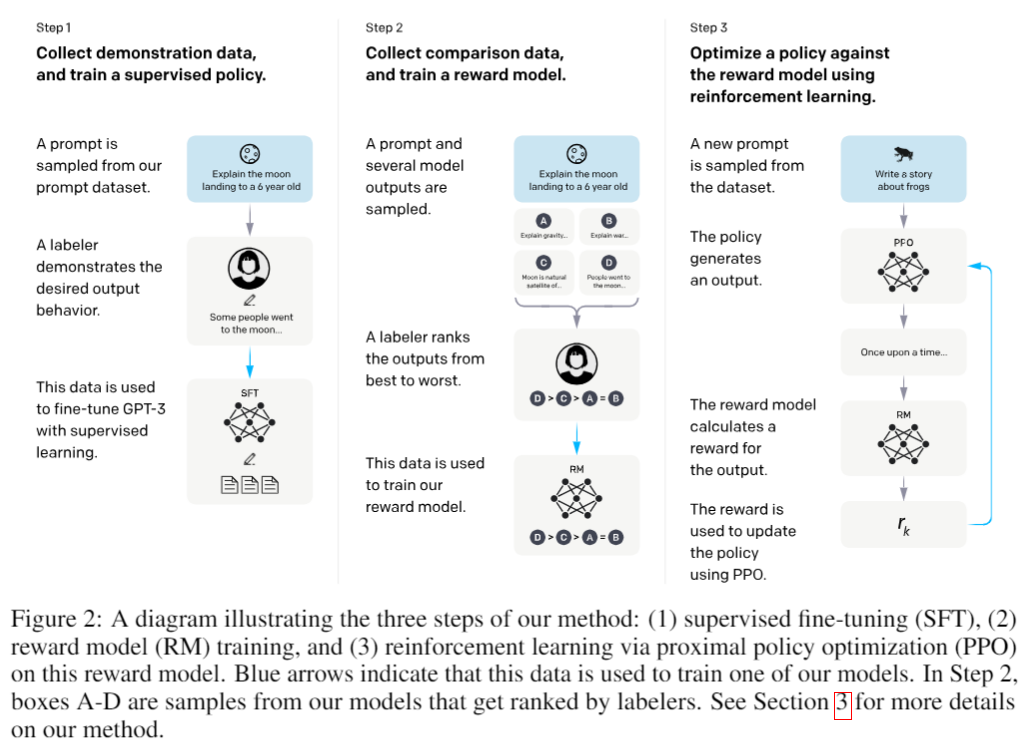 Step 1
Collect demonstration data,
and train a supervised policy.
A prompt is
sampled from our
prompt dataset.
Explain the moon
landing to a 6 year old
A labeler
demonstrates the
desired output
behavior.
Some people went
to the moon...
This data is used
to fine-tune GPT-3
with supervised
learning.
SFT
Step 2
Collect comparison data,
and train a reward model.
A prompt and
several model
outputs are
sampled.
Explain the moon
landing to a 6 year old
A
Explain gravity...
B
Explain war...
C
Moon is natural
satellite of...
D
People went to
the moon...
A labeler ranks
the outputs from
best to worst.
D > C > A = B
This data is used
to train our
reward model.
RM
D > C > A = B
Step 3
Optimize a policy against
the reward model using
reinforcement learning.
A new prompt
is sampled from
the dataset.
Write a story
about frogs
The policy
generates
an output.
PFO
Once upon a time...
The reward model
calculates a
reward for
the output.
RM
The reward is
used to update
the policy
using PPO.
rk
Figure 2: A diagram illustrating the three steps of our method: (1) supervised fine-tuning (SFT), (2)
reward model (RM) training, and (3) reinforcement learning via proximal policy optimization (PPO)
on this reward model. Blue arrows indicate that this data is used to train one of our models. In Step 2,
boxes A-D are samples from our models that get ranked by labelers. See Section 3 for more details
on our method.